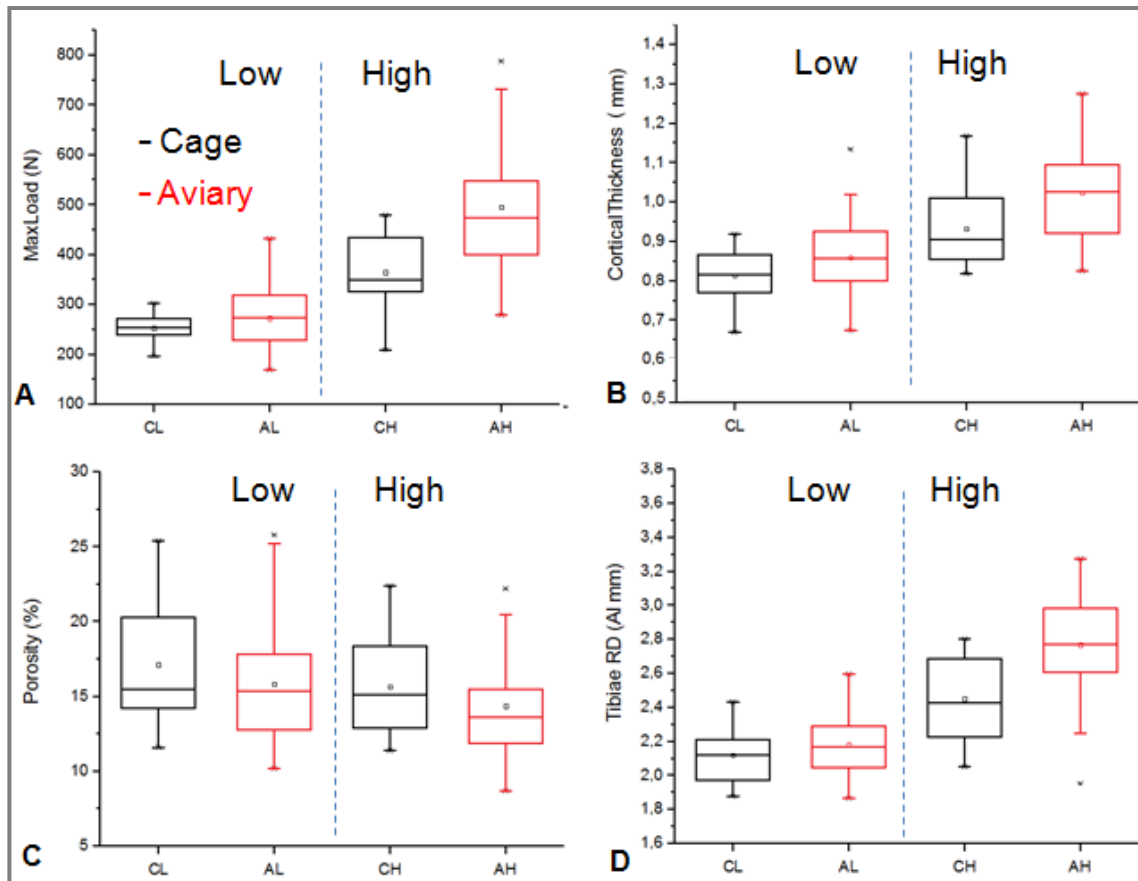 Low High
- Cage
- Aviary
MaxLoad (N)
800
700
600
500
400
300
200
100
A
CL AL CH AH
Low High
Cortical Thickness ( mm)
1,4
1,3
1,2
1,1
1,0
0,9
0,8
0,7
0,6
0,5
B
CL AL CH AH
Low High
Porosity (%)
30
25
20
15
10
5
C
CL AL CH AH
Low High
Tibiae RD (Al mm)
3,8
3,6
3,4
3,2
3,0
2,8
2,6
2,4
2,2
2,0
1,8
1,6
D
CL AL CH AH